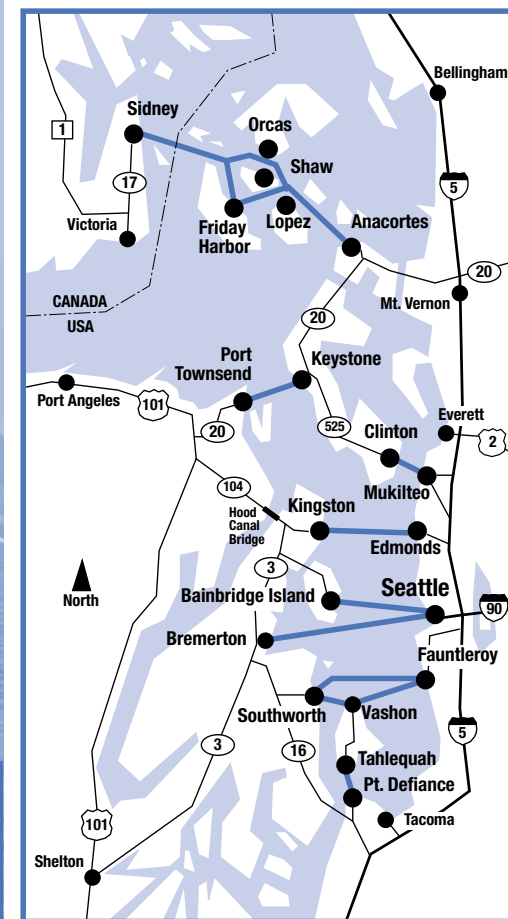 Bellingham
Sidney
Orcas
1
Shaw
17
5
Victoria
Friday
Harbor
Lopez
Anacortes
20
CANADA
USA
Mt. Vernon
20
Port
Townsend
Keystone
Port Angeles
101
20
525
Everett
2
Clinton
104
Mukilteo
Hood
Canal
Bridge
Kingston
Edmonds
3
North
Bainbridge Island
Seattle
90
Bremerton
Fauntleroy
Southworth
Vashon
3
16
5
Tahlequah
Pt. Defiance
101
Tacoma
Shelton